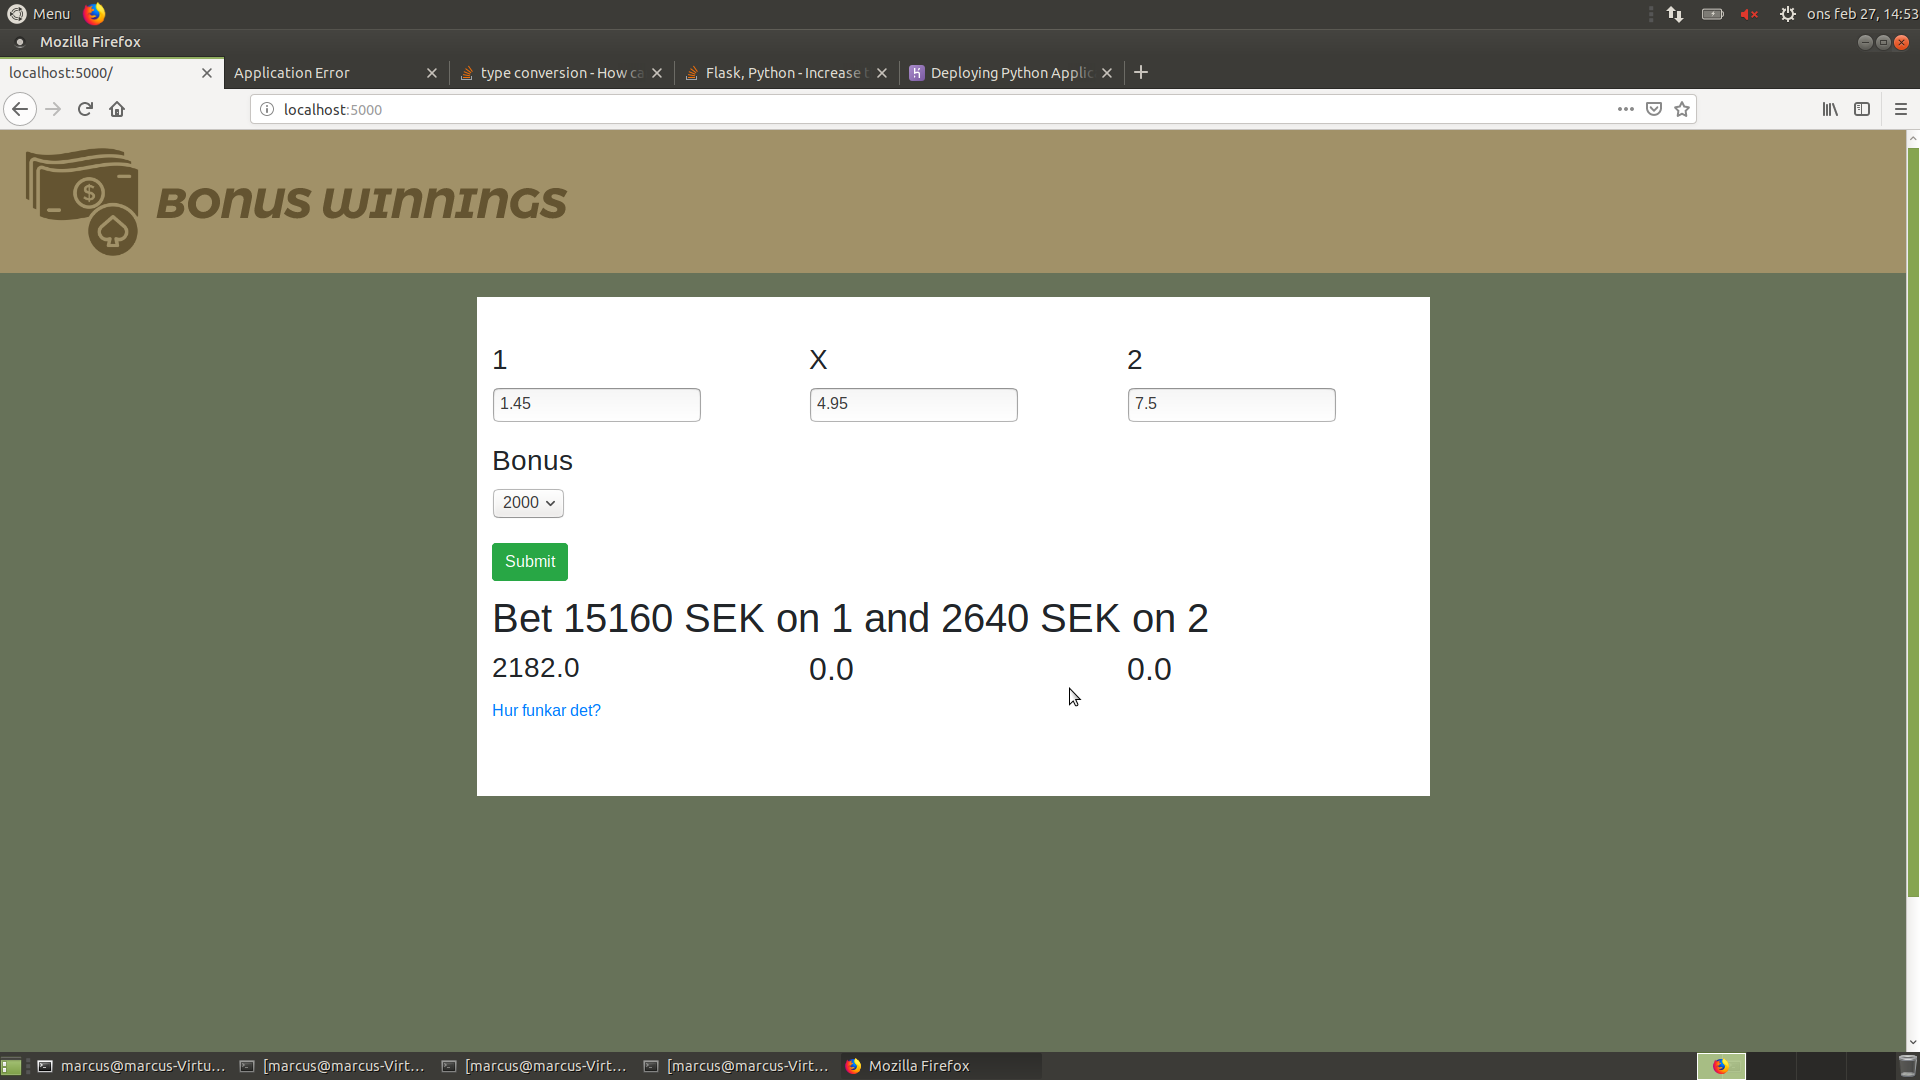 Menu
ons feb 27, 14:53
Mozilla Firefox
localhost:5000/
Application Error
type conversion - How ca
Flask, Python - Increase t
Deploying Python Applic
localhost:5000
$
BONUS WINNINGS
1
X
2
1.45
4.95
7.5
Bonus
2000
Submit
Bet 15160 SEK on 1 and 2640 SEK on 2
2182.0
0.0
0.0
Hur funkar det?
marcus@marcus-Virtu...
[marcus@marcus-Virt...
[marcus@marcus-Virt...
[marcus@marcus-Virt...
Mozilla Firefox